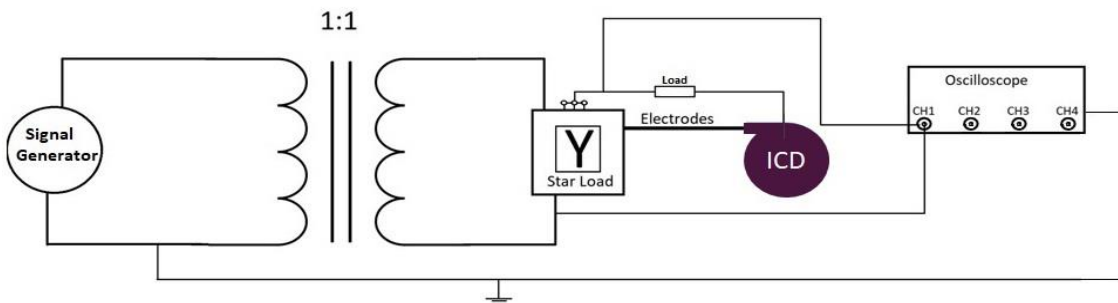 1:1
Signal
Generator
Load
Electrodes
Y
Star Load
ICD
Oscilloscope
CH1 CH2 CH3 CH4